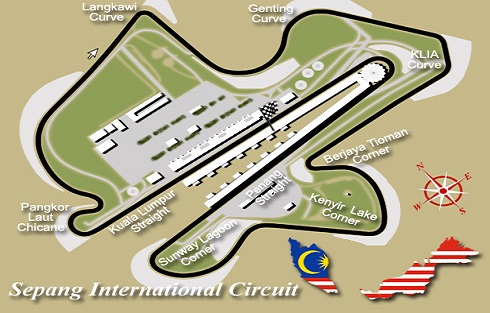 Langkawi
Curve
Genting
Curve
KLIA
Curve
Berjaya Tioman
Corner
Kenyir Lake
Corner
Penang
Straight
Kuala Lumpur
Straight
Pangkor
Laut
Chicane
Sunway Lagoon
Corner
N
E
W
S
Sepang International Circuit